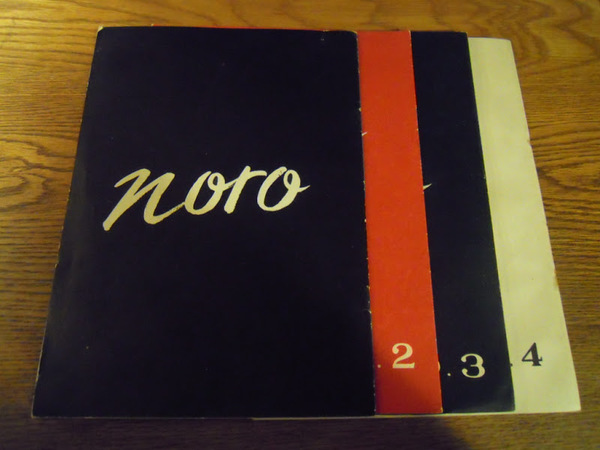 noro
. 2
. 3
. 4